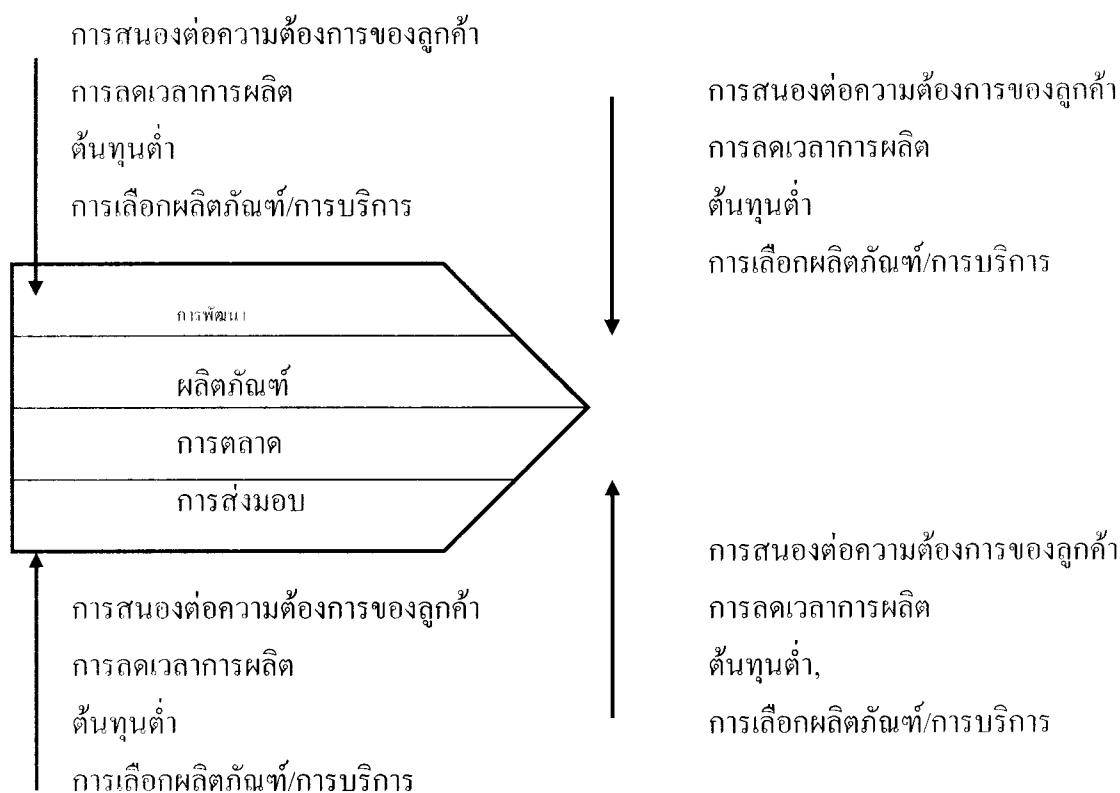 การสนองต่อความต้องการของลูกค้า
การลดเวลาการผลิต
ต้นทุนต่ำ
การเลือกผลิตภัณฑ์/การบริการ
การสนองต่อความต้องการของลูกค้า
การลดเวลาการผลิต
ต้นทุนต่ำ
การเลือกผลิตภัณฑ์/การบริการ
การพัฒนา
ผลิตภัณฑ์
การตลาด
การส่งมอบ
การสนองต่อความต้องการของลูกค้า
การลดเวลาการผลิต
ต้นทุนต่ำ
การเลือกผลิตภัณฑ์/การบริการ
การสนองต่อความต้องการของลูกค้า
การลดเวลาการผลิต
ต้นทุนต่ำ,
การเลือกผลิตภัณฑ์/การบริการ